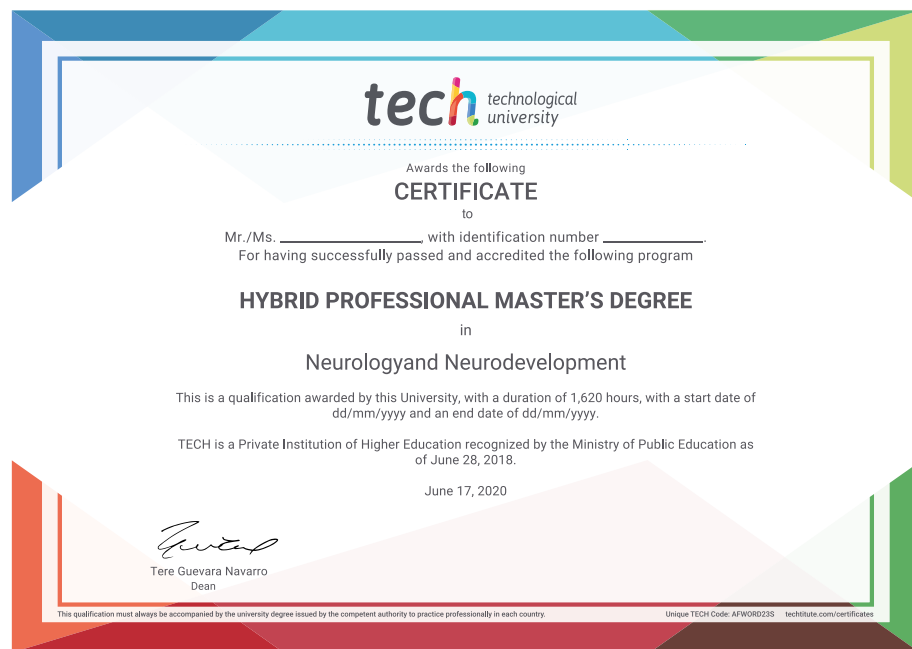 tech technological
university
Awards the following
CERTIFICATE
to
Mr./Ms. ____________________, with identification number ______________.
For having successfully passed and accredited the following program
HYBRID PROFESSIONAL MASTER'S DEGREE
in
Neurologyand Neurodevelopment
This is a qualification awarded by this University, with a duration of 1,620 hours, with a start date of
dd/mm/yyyy and an end date of dd/mm/yyyy.
TECH is a Private Institution of Higher Education recognized by the Ministry of Public Education as
of June 28, 2018.
June 17, 2020
Tere Guevara Navarro
Dean
This qualification must always be accompanied by the university degree issued by the competent authority to practice professionally in each country. Unique TECH Code: AFWORD23S techtitute.com/certificates